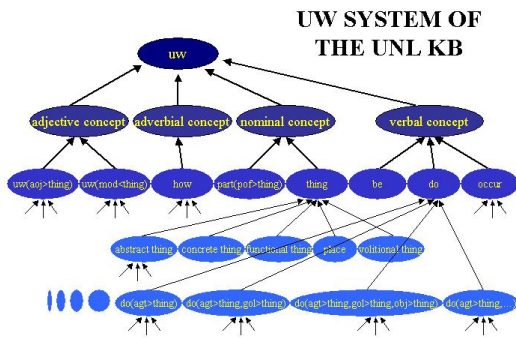 UW SYSTEM OF
THE UNL KB
uw
adjective concept
adverbial concept
nominal concept
verbal concept
uw(aoj>thing)
uw(mod<thing)
how
part(pof>thing)
thing
be
do
occur
abstract thing
concrete thing
functional thing
place
volitional thing
do(agt>thing)
do(agt>thing,gol>thing)
do(agt>thing,gol>thing,obj>thing)
do(agt>thing,...)